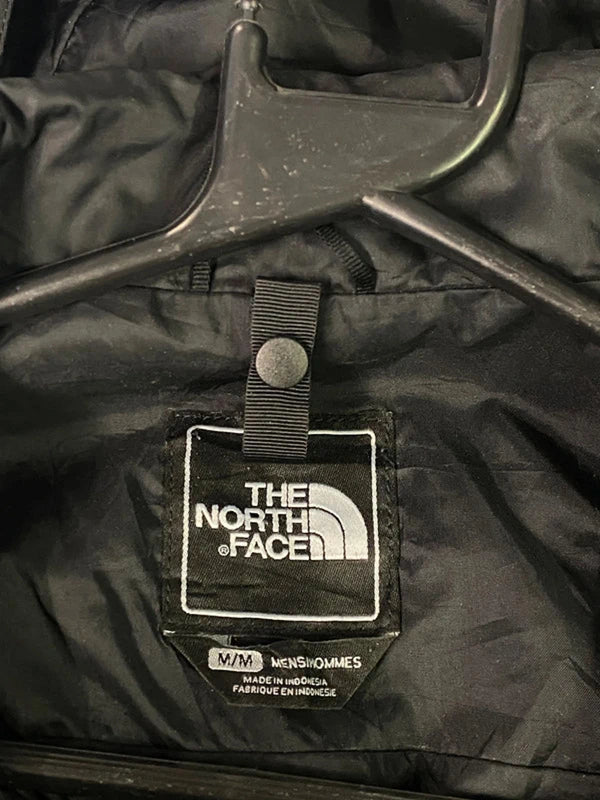 THE
NORTH
® FACE
M/M MENS/HOMMES
MADE IN INDONESIA
FABRIQUE EN INDONESIE